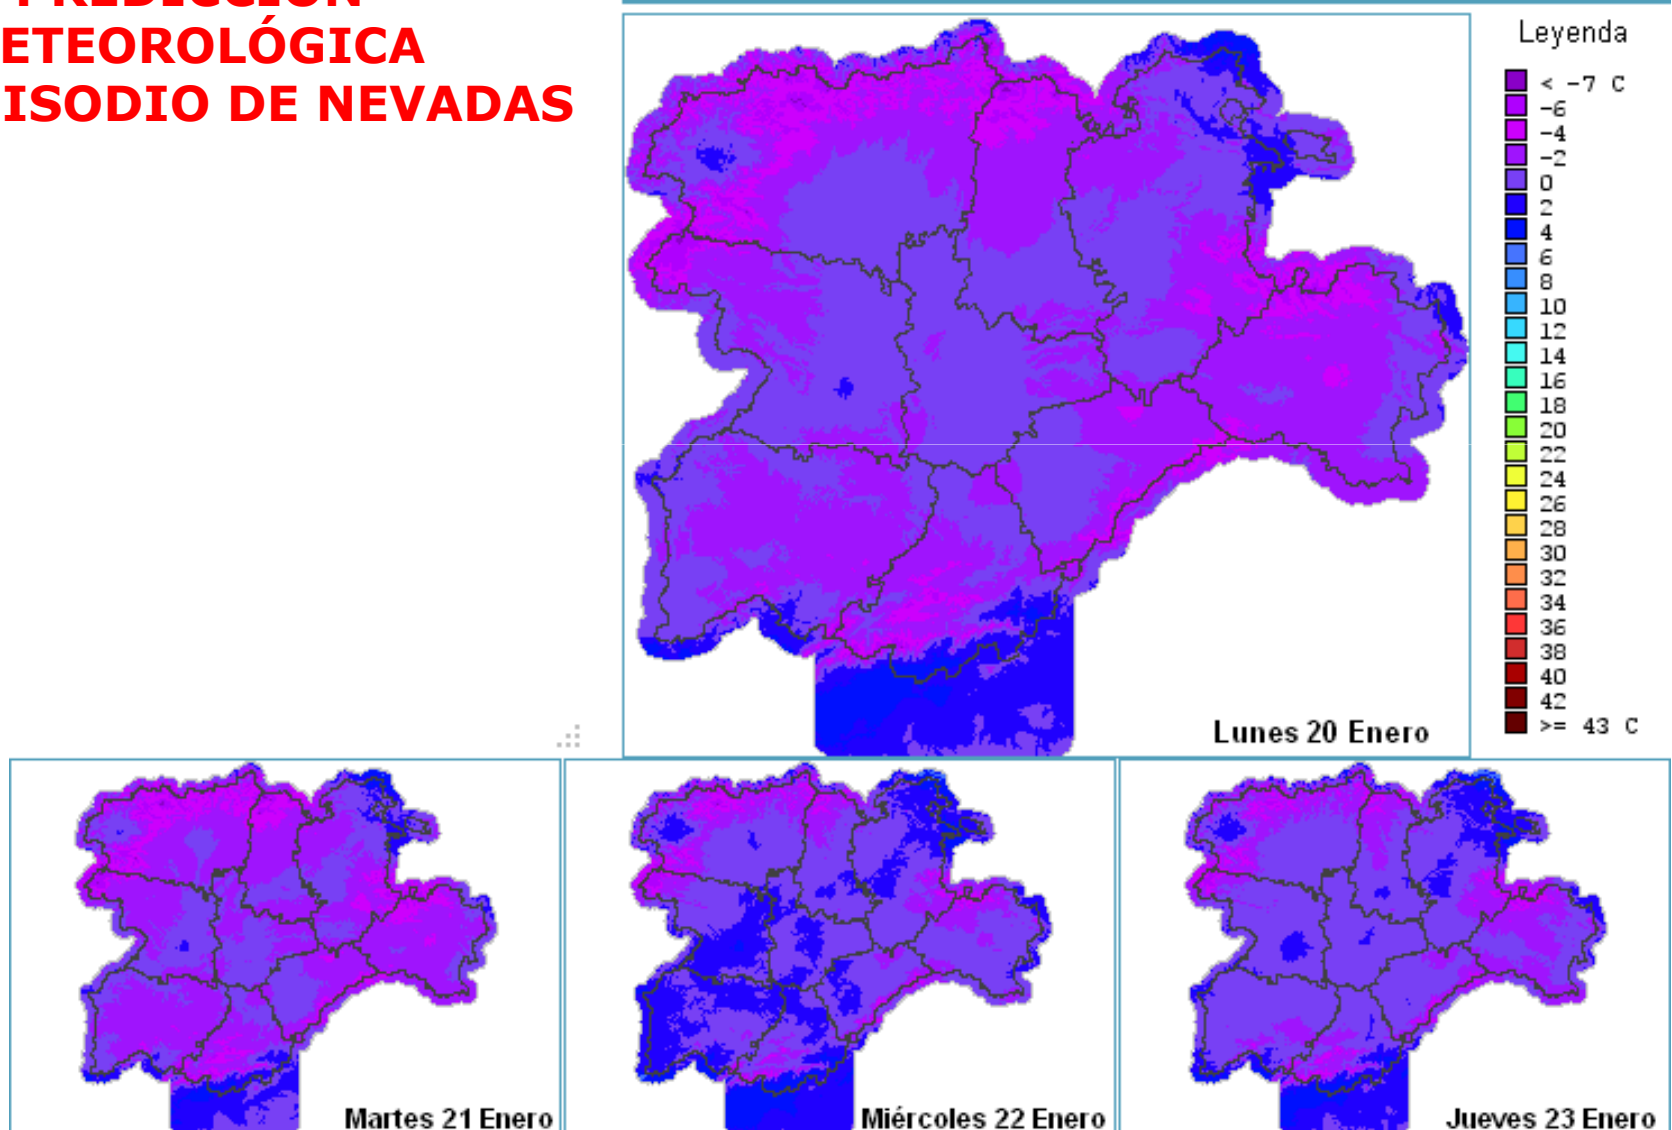 PREDICCIÓN
ETEOROLÓGICA
ISODIO DE NEVADAS
Leyenda
< -7 C
-6
-4
-2
0
2
4
6
8
10
12
14
16
18
20
22
24
26
28
30
32
34
36
38
40
42
>= 43 C
Lunes 20 Enero
Martes 21 Enero
Miércoles 22 Enero
Jueves 23 Enero